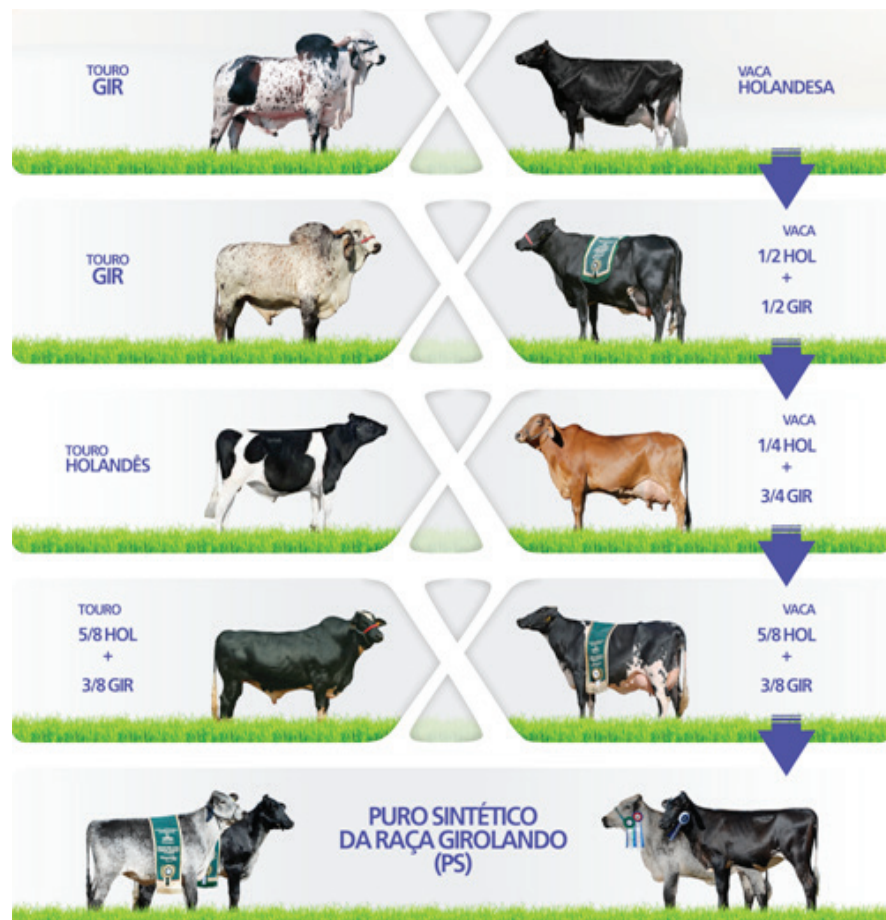 TOURO
GIR
VACA
HOLANDESA
TOURO
GIR
VACA
1/2 HOL
+
1/2 GIR
TOURO
HOLANDÊS
VACA
1/4 HOL
+
3/4 GIR
TOURO
5/8 HOL
+
3/8 GIR
VACA
5/8 HOL
+
3/8 GIR
PURO SINTÉTICO
DA RAÇA GIROLANDO
(PS)